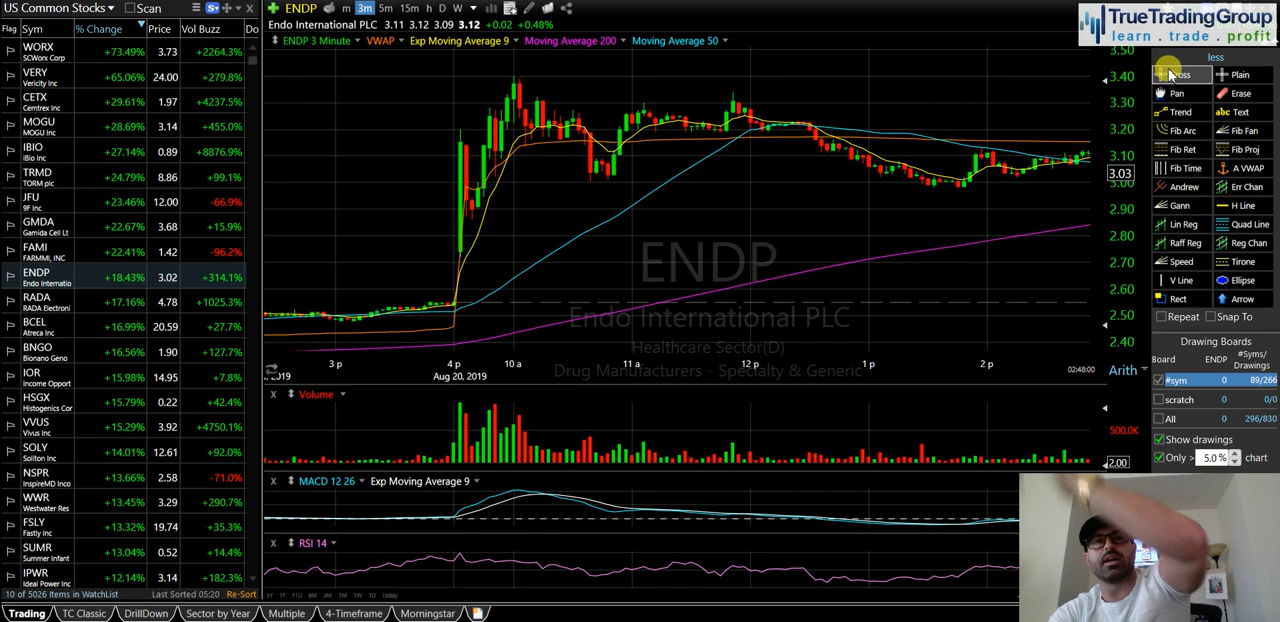 US Common Stocks
Scan
Flag Sym % Change Price Vol Buzz Do
WORX +73.49% 3.73 +2264.3%
SCWorx Corp
VERY +65.06% 24.00 +279.8%
Vericity Inc
CETX +29.61% 1.97 +4237.5%
Cemtrex Inc
MOGU +28.69% 3.14 +455.0%
MOGU Inc
IBIO +27.14% 0.89 +8876.9%
iBio Inc
TRMD +24.79% 8.86 +99.1%
TORM plc
JFU +23.46% 12.00 -66.9%
9F Inc
GMDA +22.67% 3.68 +15.9%
Gamida Cell Lt
FAMI +22.41% 1.42 -96.2%
FARMMI, INC
ENDP +18.43% 3.02 +314.1%
Endo Internatio
RADA +17.16% 4.78 +1025.3%
RADA Electroni
BCEL +16.99% 20.59 +27.7%
Atreca Inc
BNGO +16.56% 1.90 +127.7%
Bionano Geno
IOR +15.98% 14.95 +7.8%
Income Opport
HSGX +15.79% 0.22 +42.4%
Histogenics Cor
VVUS +15.29% 3.92 +4750.1%
Vivus Inc
SOLY +14.01% 12.61 +92.0%
Soliton Inc
NSPR +13.66% 2.58 -71.0%
InspireMD Inco
WWR +13.45% 3.29 +290.7%
Westwater Res
FSLY +13.32% 19.74 +35.3%
Fastly Inc
SUMR +13.04% 0.52 +14.4%
Summer Infant
IPWR +12.14% 3.14 +182.3%
Ideal Power Inc
10 of 5026 Items in WatchList Last Sorted 05:20 Re-Sort
Trading TC Classic DrillDown Sector by Year Multiple 4-Timeframe Morningstar
ENDP m 3m 5m 15m h D W
Endo International PLC 3.11 3.12 3.09 3.12 +0.02 +0.48%
ENDP 3 Minute VWAP Exp Moving Average 9 Moving Average 200 Moving Average 50
3.50
3.40
3.30
3.20
3.10
3.03
3.00
2.90
2.80
2.70
2.60
2.50
2.40
ENDP
Endo International PLC
Healthcare Sector(D)
Drug Manufacturers - Specialty & Generic
3 p 4 p 10 a 11 a 12 p 1 p 2 p 02:48:00 Arith
Aug 20, 2019
Volume
500.0K
2.00
MACD 12 26 Exp Moving Average 9
RSI 14
Today
TrueTradingGroup
learn . trade . profit
less
Plain
Pan Erase
Trend abc Text
Fib Arc Fib Fan
Fib Ret Fib Proj
Fib Time A VWAP
Andrew Err Chan
Gann H Line
Lin Reg Quad Line
Raff Reg Reg Chan
Speed Tirone
V Line Ellipse
Rect Arrow
Repeat Snap To
Drawing Boards
Board ENDP #Syms/Drawings
#sym 0 89/266
scratch 0 0/0
All 0 296/830
Show drawings
Only > 5.0 % chart